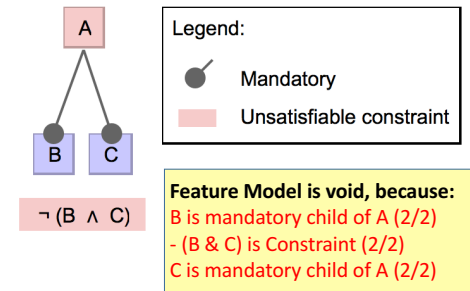 A
B C
¬ (B ∧ C)
Legend:
Mandatory
Unsatisfiable constraint
Feature Model is void, because:
B is mandatory child of A (2/2)
- (B & C) is Constraint (2/2)
C is mandatory child of A (2/2)